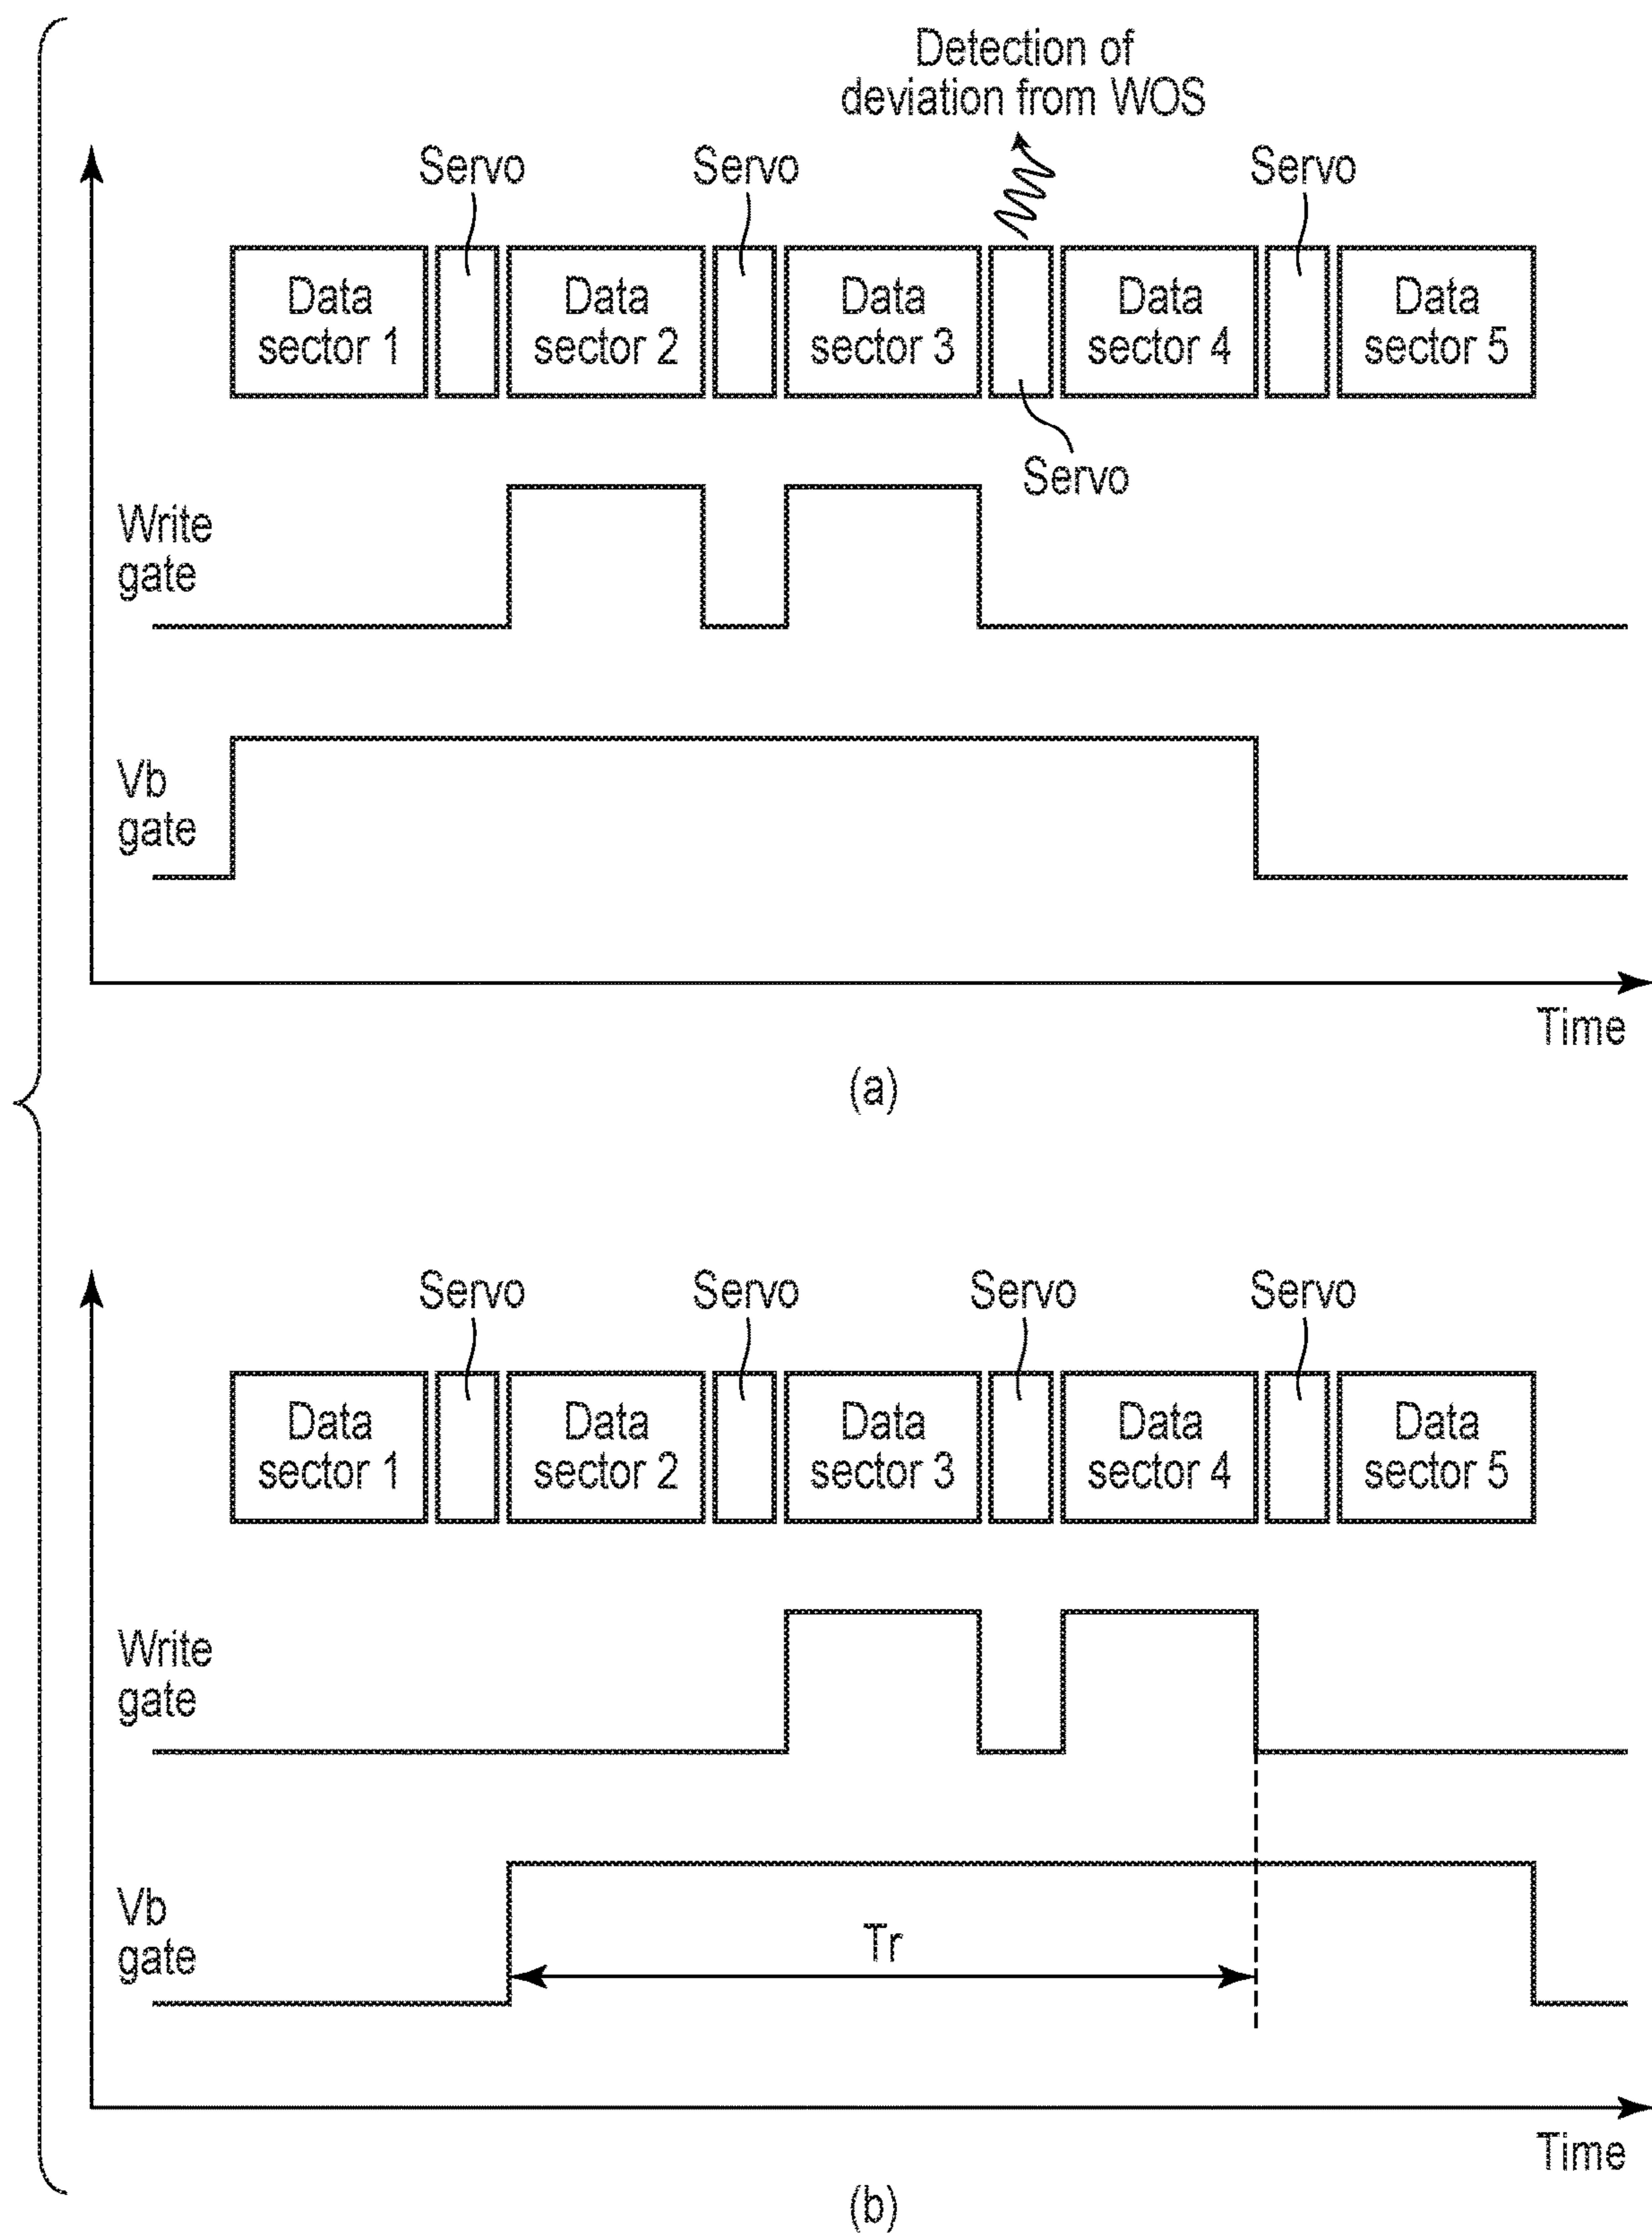 Detection of
deviation from WOS
Servo
Servo
Servo
Data
sector 1
Data
sector 2
Data
sector 3
Data
sector 4
Data
sector 5
Servo
Write
gate
Vb
gate
Time
(a)
Servo
Servo
Servo
Servo
Data
sector 1
Data
sector 2
Data
sector 3
Data
sector 4
Data
sector 5
Write
gate
Vb
gate
Tr
Time
(b)